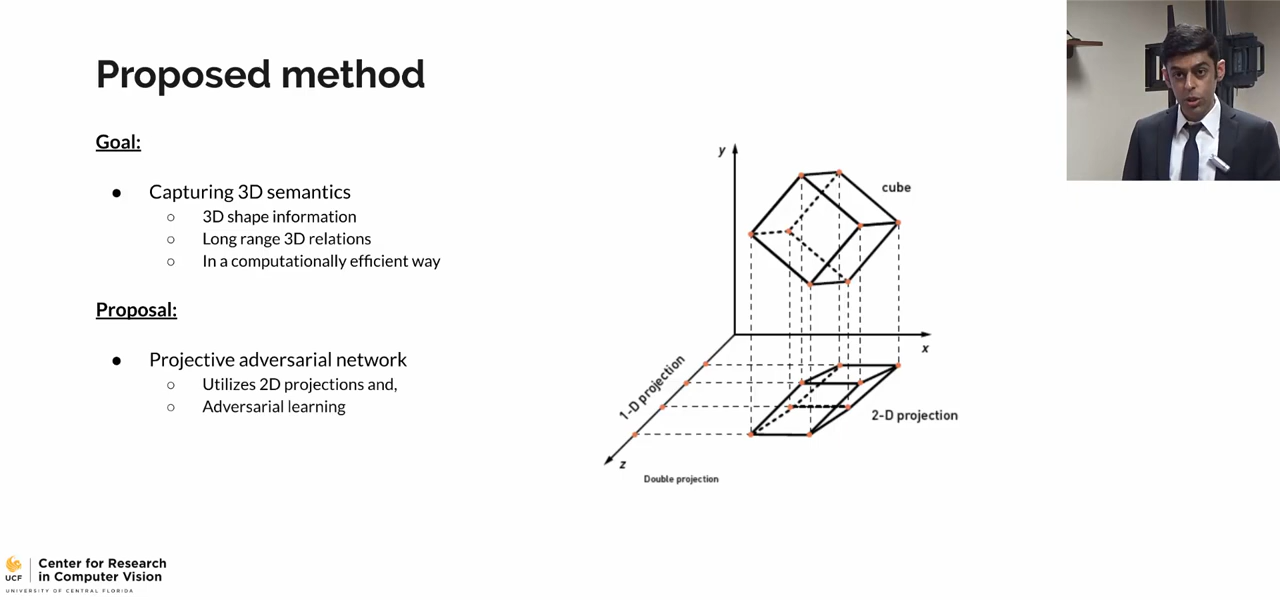 Proposed method
Goal:
● Capturing 3D semantics
○ 3D shape information
○ Long range 3D relations
○ In a computationally efficient way
Proposal:
● Projective adversarial network
○ Utilizes 2D projections and,
○ Adversarial learning
y
cube
x
1-D projection
2-D projection
z
Double projection
UCF
Center for Research
in Computer Vision
UNIVERSITY OF CENTRAL FLORIDA